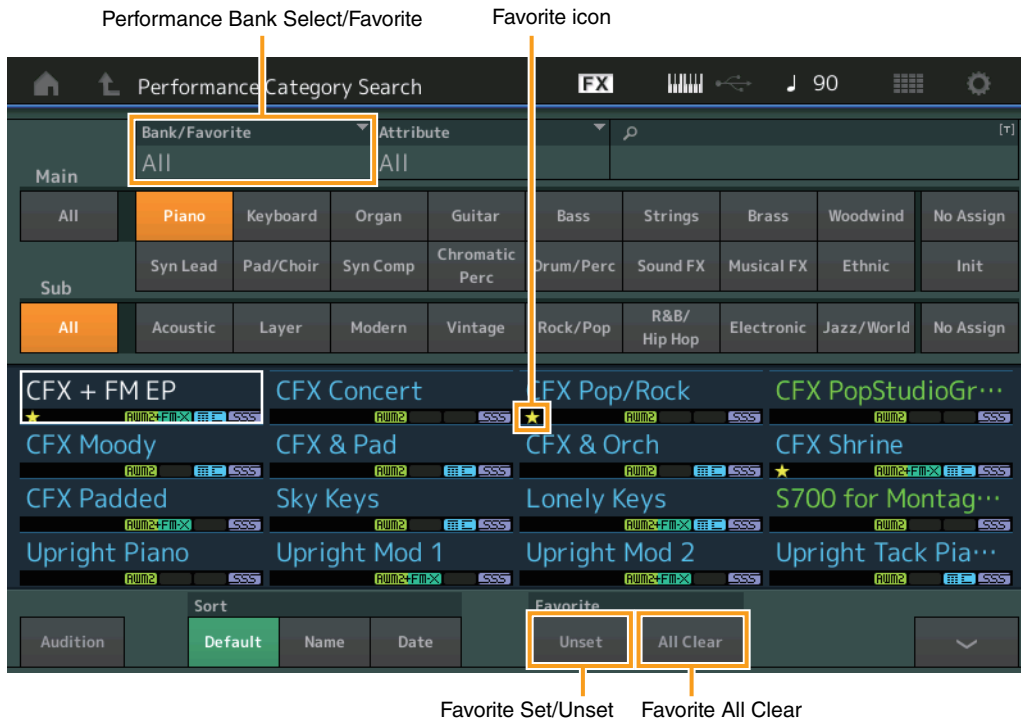 Performance Bank Select/Favorite
Favorite icon
Performance Category Search
FX
90
Bank/Favorite
All
Attribute
All
[T]
Main
All
Piano
Keyboard
Organ
Guitar
Bass
Strings
Brass
Woodwind
No Assign
Syn Lead
Pad/Choir
Syn Comp
Chromatic
Perc
Drum/Perc
Sound FX
Musical FX
Ethnic
Init
Sub
All
Acoustic
Layer
Modern
Vintage
Rock/Pop
R&B/
Hip Hop
Electronic
Jazz/World
No Assign
CFX + FM EP
AWM2+FM-X SSS
CFX Concert
AWM2 SSS
CFX Pop/Rock
AWM2 SSS
CFX PopStudioGr···
AWM2 SSS
CFX Moody
AWM2 SSS
CFX & Pad
AWM2 SSS
CFX & Orch
AWM2 SSS
CFX Shrine
AWM2+FM-X SSS
CFX Padded
AWM2+FM-X SSS
Sky Keys
AWM2 SSS
Lonely Keys
AWM2+FM-X SSS
S700 for Montag···
AWM2 SSS
Upright Piano
AWM2 SSS
Upright Mod 1
AWM2+FM-X SSS
Upright Mod 2
AWM2+FM-X SSS
Upright Tack Pia···
AWM2 SSS
Audition
Sort
Default
Name
Date
Favorite
Unset
All Clear
Favorite Set/Unset
Favorite All Clear